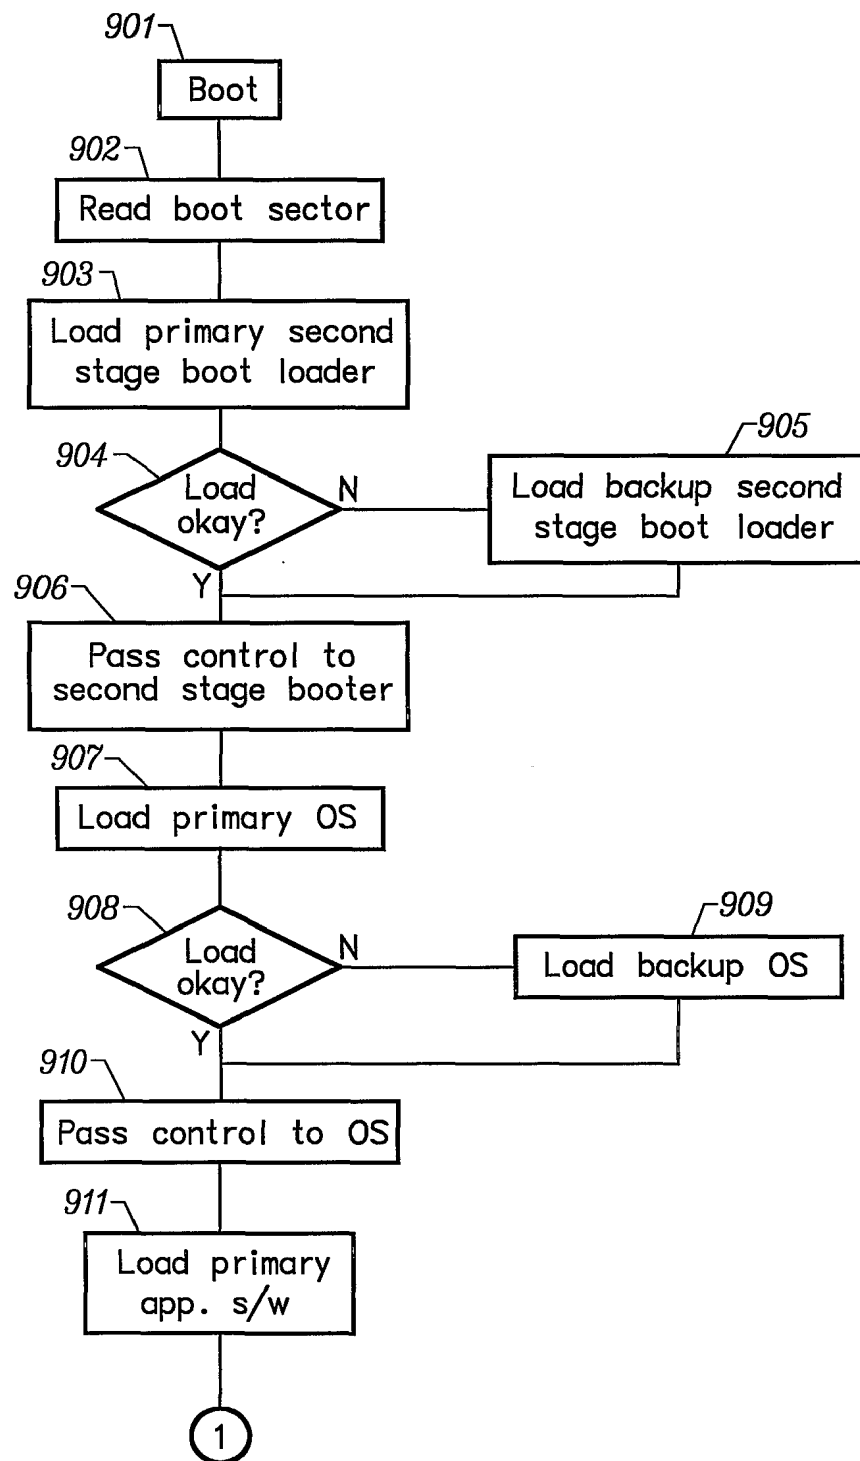 901
Boot
902
Read boot sector
903
Load primary second
stage boot loader
904
Load
okay?
N
Y
905
Load backup second
stage boot loader
906
Pass control to
second stage booter
907
Load primary OS
908
Load
okay?
N
Y
909
Load backup OS
910
Pass control to OS
911
Load primary
app. s/w
1